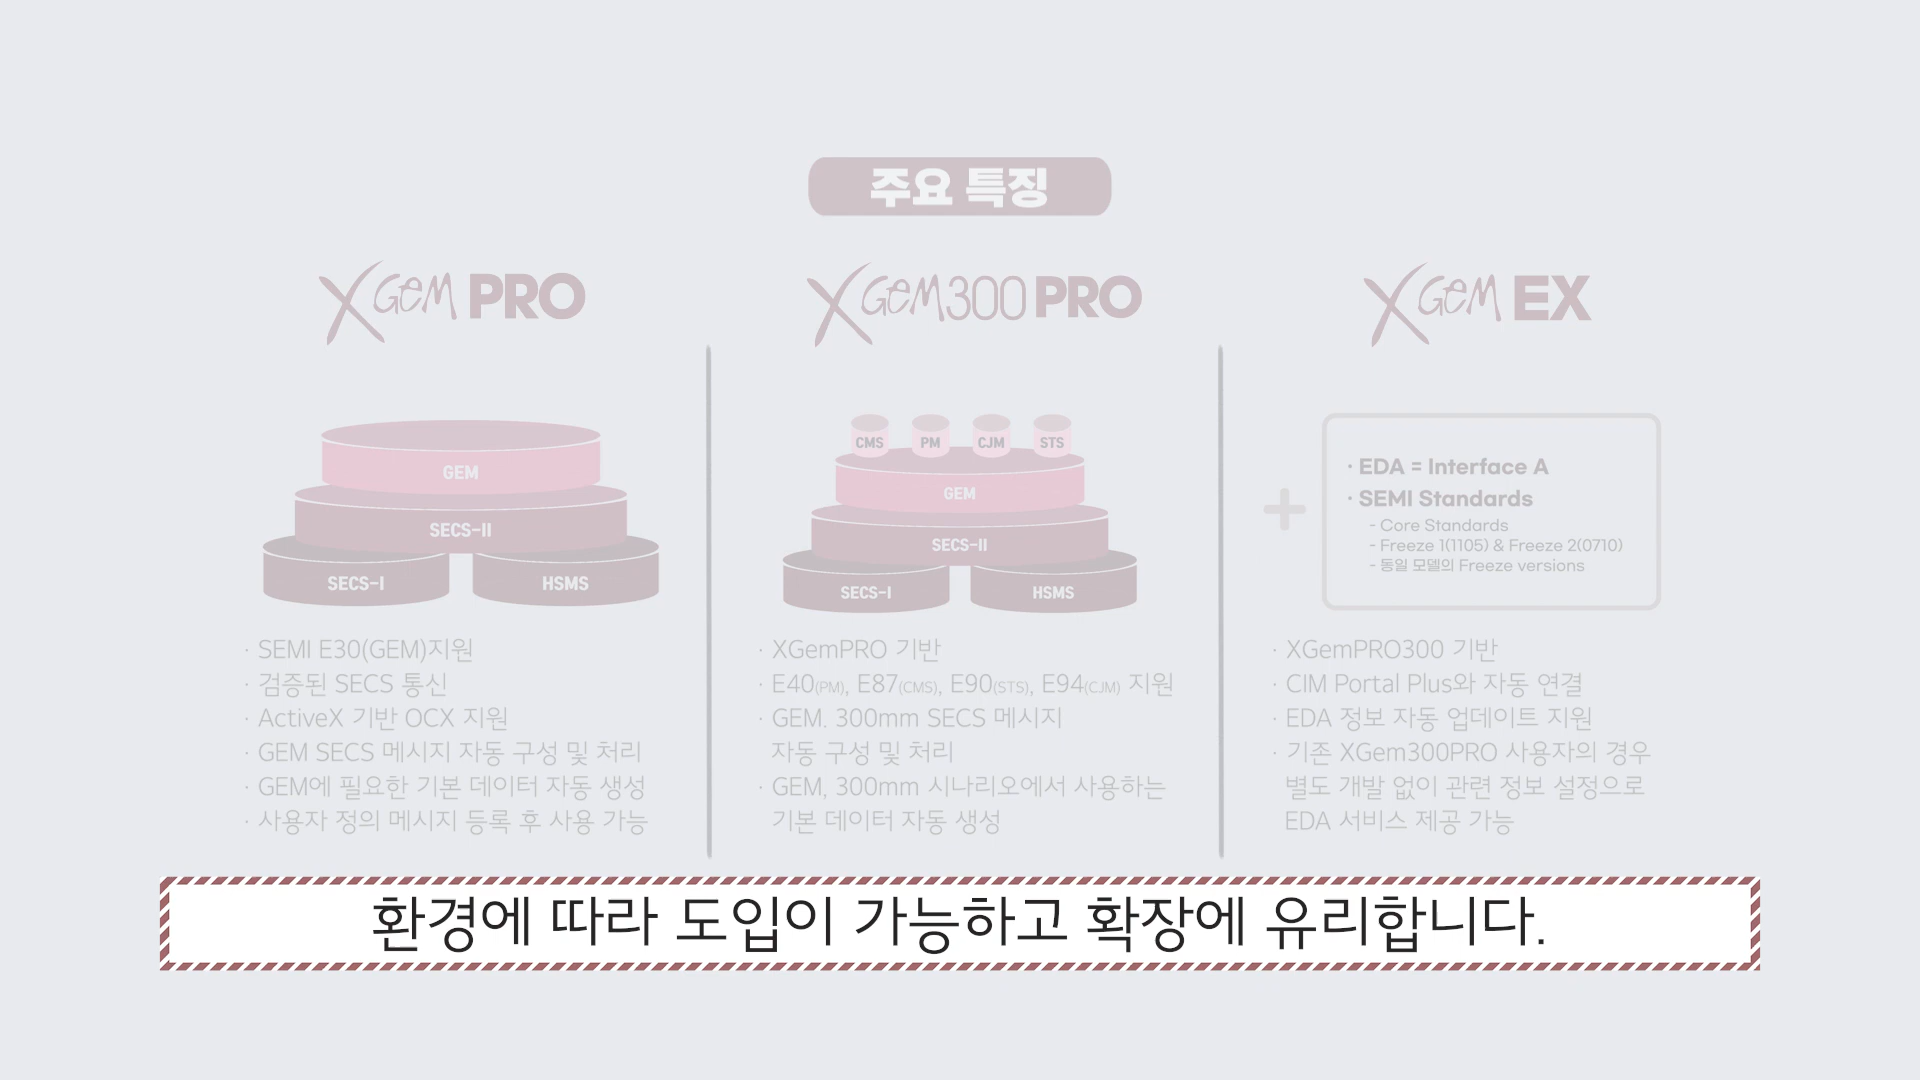 주요 특징
XGem PRO
GEM
SECS-II
SECS-I
HSMS
· SEMI E30(GEM)지원
· 검증된 SECS 통신
· ActiveX 기반 OCX 지원
· GEM SECS 메시지 자동 구성 및 처리
· GEM에 필요한 기본 데이터 자동 생성
· 사용자 정의 메시지 등록 후 사용 가능
XGem300 PRO
CMS PM CJM STS
GEM
SECS-II
SECS-I
HSMS
· XGemPRO 기반
· E40(PM), E87(CMS), E90(STS), E94(CJM) 지원
· GEM. 300mm SECS 메시지
자동 구성 및 처리
· GEM, 300mm 시나리오에서 사용하는
기본 데이터 자동 생성
XGem EX
+
· EDA = Interface A
· SEMI Standards
- Core Standards
- Freeze 1(1105) & Freeze 2(0710)
- 동일 모델의 Freeze versions
· XGemPRO300 기반
· CIM Portal Plus와 자동 연결
· EDA 정보 자동 업데이트 지원
· 기존 XGem300PRO 사용자의 경우
별도 개발 없이 관련 정보 설정으로
EDA 서비스 제공 가능
환경에 따라 도입이 가능하고 확장에 유리합니다.